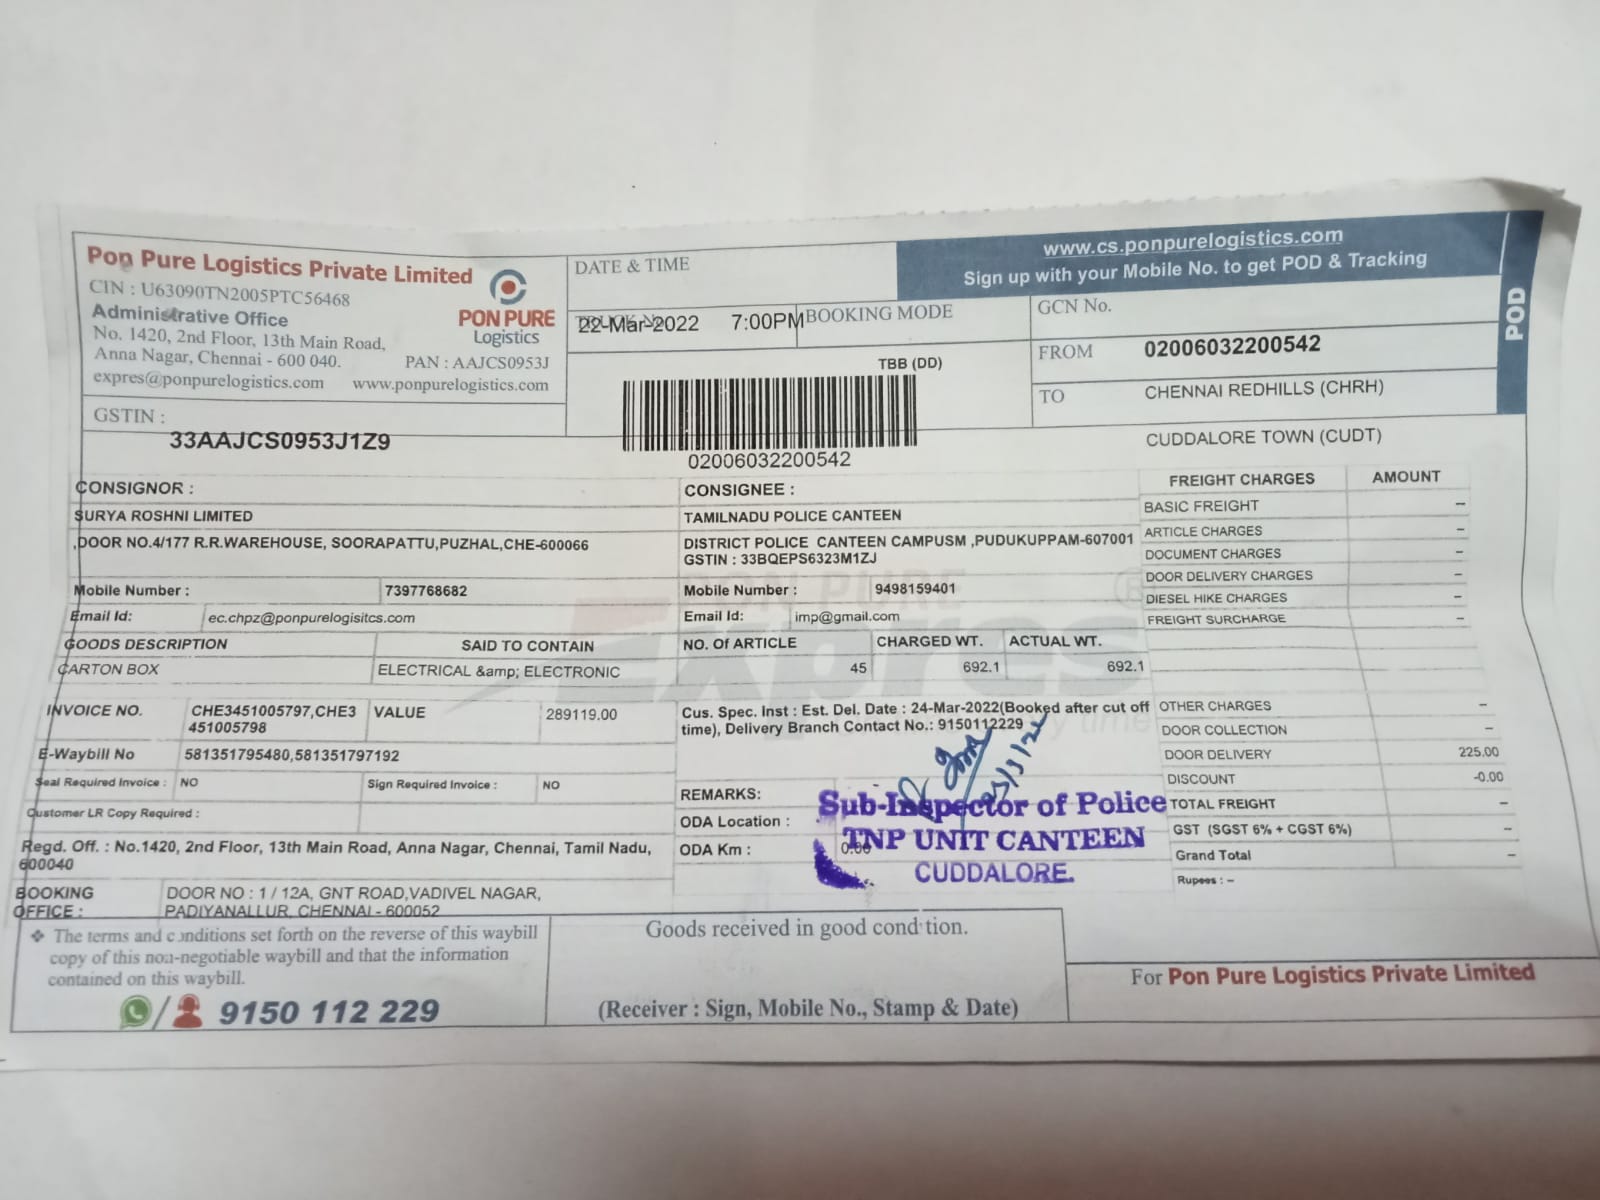 Pon Pure Logistics Private Limited
CIN : U63090TN2005PTC56468
Administrative Office
No. 1420, 2nd Floor, 13th Main Road,
Anna Nagar, Chennai - 600 040. PAN : AAJCS0953J
expres@ponpurelogistics.com www.ponpurelogistics.com
PON PURE
Logistics
GSTIN :
33AAJCS0953J1Z9
DATE & TIME
22-Mar-2022 7:00PM
BOOKING MODE
TBB (DD)
02006032200542
www.cs.ponpurelogistics.com
Sign up with your Mobile No. to get POD & Tracking
POD
GCN No.
FROM 02006032200542
TO CHENNAI REDHILLS (CHRH)
CUDDALORE TOWN (CUDT)
CONSIGNOR :
SURYA ROSHNI LIMITED
,DOOR NO.4/177 R.R.WAREHOUSE, SOORAPATTU,PUZHAL,CHE-600066
Mobile Number : 7397768682
Email Id: ec.chpz@ponpurelogisitcs.com
CONSIGNEE :
TAMILNADU POLICE CANTEEN
DISTRICT POLICE CANTEEN CAMPUSM ,PUDUKUPPAM-607001
GSTIN : 33BQEPS6323M1ZJ
Mobile Number : 9498159401
Email Id: imp@gmail.com
GOODS DESCRIPTION SAID TO CONTAIN NO. Of ARTICLE CHARGED WT. ACTUAL WT.
CARTON BOX ELECTRICAL &amp; ELECTRONIC 45 692.1 692.1
INVOICE NO. CHE3451005797,CHE3
451005798
VALUE 289119.00
E-Waybill No 581351795480,581351797192
Seal Required Invoice : NO Sign Required Invoice : NO
Customer LR Copy Required :
Regd. Off. : No.1420, 2nd Floor, 13th Main Road, Anna Nagar, Chennai, Tamil Nadu,
600040
BOOKING OFFICE : DOOR NO : 1 / 12A, GNT ROAD,VADIVEL NAGAR,
PADIYANALLUR, CHENNAI - 600052
Cus. Spec. Inst : Est. Del. Date : 24-Mar-2022(Booked after cut off
time), Delivery Branch Contact No.: 9150112229
PON PURE
Expres
REMARKS:
ODA Location :
ODA Km : 0.00
Sub-Inspector of Police
TNP UNIT CANTEEN
CUDDALORE.
FREIGHT CHARGES AMOUNT
BASIC FREIGHT –
ARTICLE CHARGES –
DOCUMENT CHARGES –
DOOR DELIVERY CHARGES –
DIESEL HIKE CHARGES –
FREIGHT SURCHARGE –
OTHER CHARGES –
DOOR COLLECTION –
DOOR DELIVERY 225.00
DISCOUNT -0.00
TOTAL FREIGHT –
GST (SGST 6% + CGST 6%) –
Grand Total –
Rupees : –
❖ The terms and conditions set forth on the reverse of this waybill
copy of this non-negotiable waybill and that the information
contained on this waybill.
9150 112 229
Goods received in good condition.
(Receiver : Sign, Mobile No., Stamp & Date)
For Pon Pure Logistics Private Limited